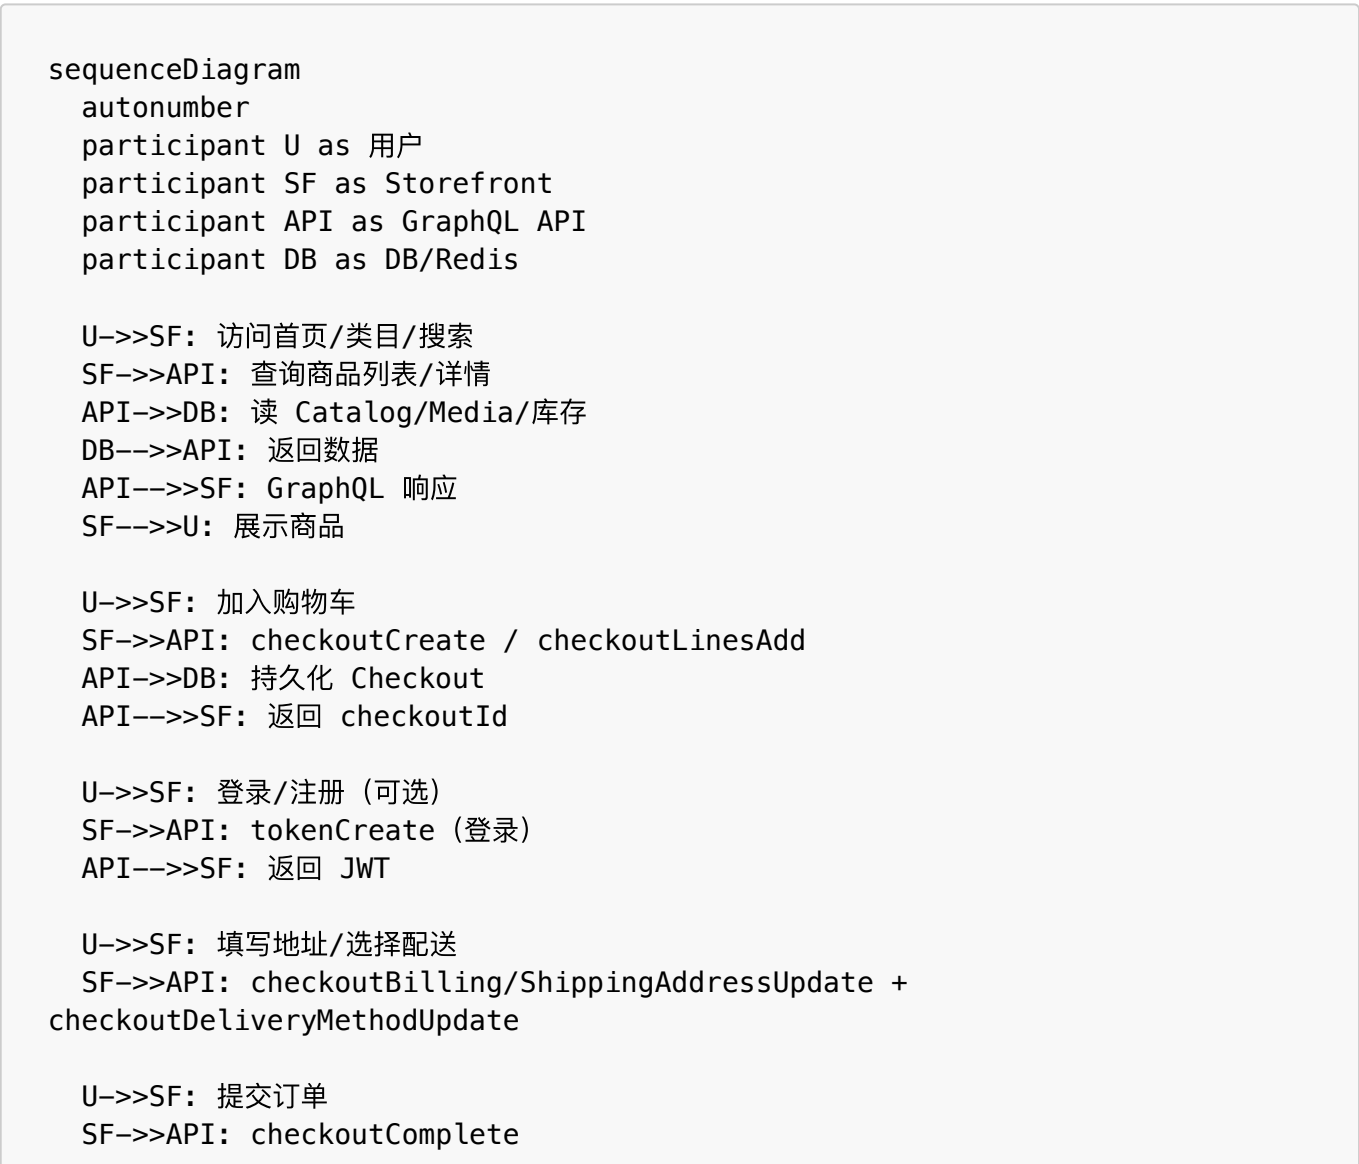 sequenceDiagram
autonumber
participant U as 用户
participant SF as Storefront
participant API as GraphQL API
participant DB as DB/Redis
U->>SF: 访问首页/类目/搜索
SF->>API: 查询商品列表/详情
API->>DB: 读 Catalog/Media/库存
DB-->>API: 返回数据
API-->>SF: GraphQL 响应
SF-->>U: 展示商品
U->>SF: 加入购物车
SF->>API: checkoutCreate / checkoutLinesAdd
API->>DB: 持久化 Checkout
API-->>SF: 返回 checkoutId
U->>SF: 登录/注册（可选）
SF->>API: tokenCreate（登录）
API-->>SF: 返回 JWT
U->>SF: 填写地址/选择配送
SF->>API: checkoutBilling/ShippingAddressUpdate +
checkoutDeliveryMethodUpdate
U->>SF: 提交订单
SF->>API: checkoutComplete